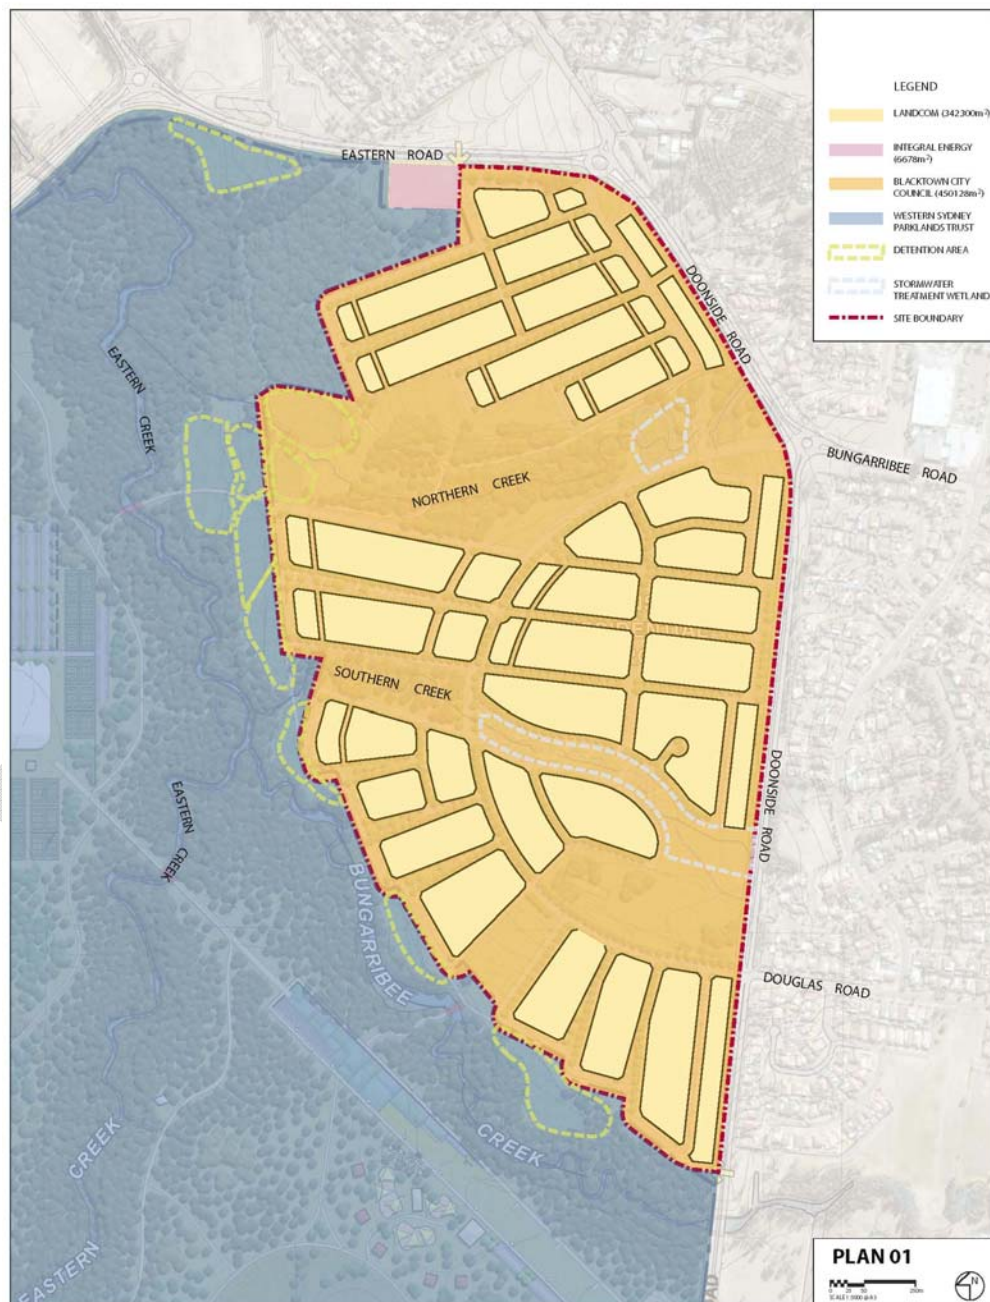 LEGEND
LANDCOM (342300m²)
INTEGRAL ENERGY
(6678m²)
BLACKTOWN CITY
COUNCIL (450128m²)
WESTERN SYDNEY
PARKLANDS TRUST
DETENTION AREA
STORMWATER
TREATMENT WETLAND
SITE BOUNDARY
EASTERN ROAD
DOONSIDE ROAD
EASTERN CREEK
BUNGARRIBEE ROAD
NORTHERN CREEK
SOUTHERN CREEK
DOONSIDE ROAD
EASTERN CREEK
BUNGARRIBEE
CREEK
DOUGLAS ROAD
EASTERN CREEK
PLAN 01
N